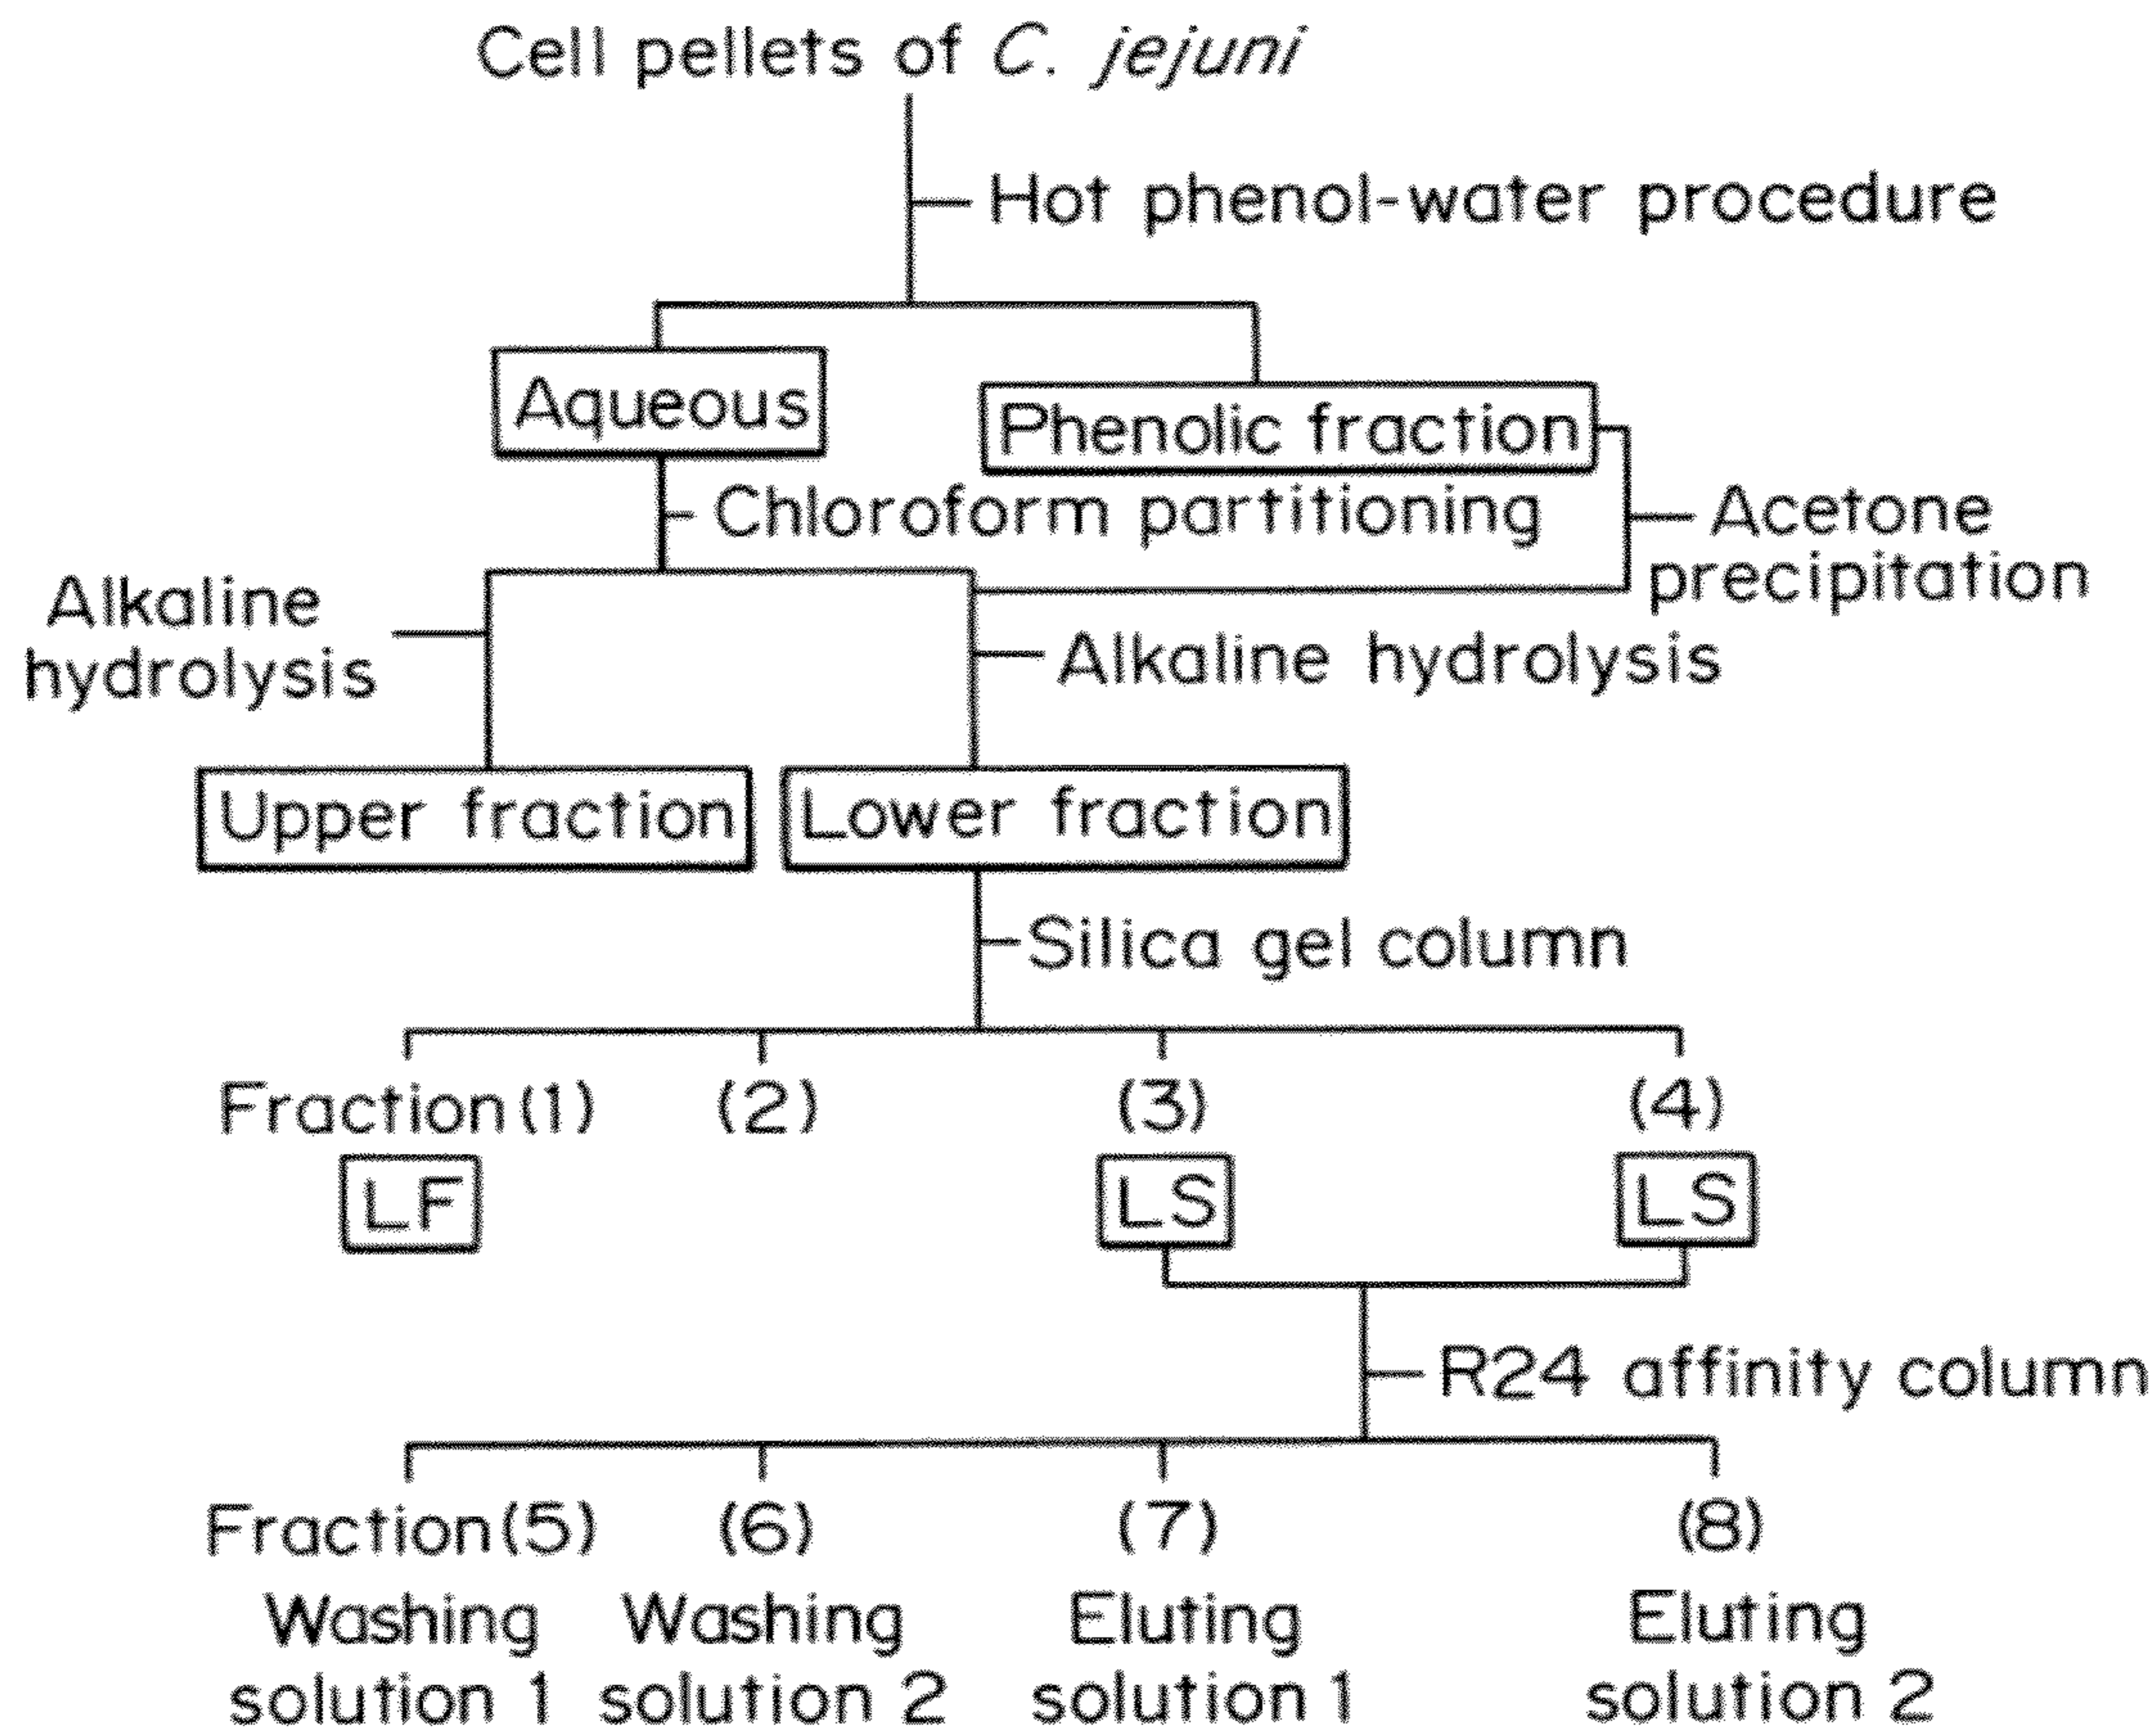 Cell pellets of C. jejuni
Hot phenol-water procedure
Aqueous
Phenolic fraction
Chloroform partitioning
Acetone
precipitation
Alkaline
hydrolysis
Alkaline hydrolysis
Upper fraction
Lower fraction
Silica gel column
Fraction (1) (2) (3) (4)
LF LS LS
R24 affinity column
Fraction (5) (6) (7) (8)
Washing Washing Eluting Eluting
solution 1 solution 2 solution 1 solution 2